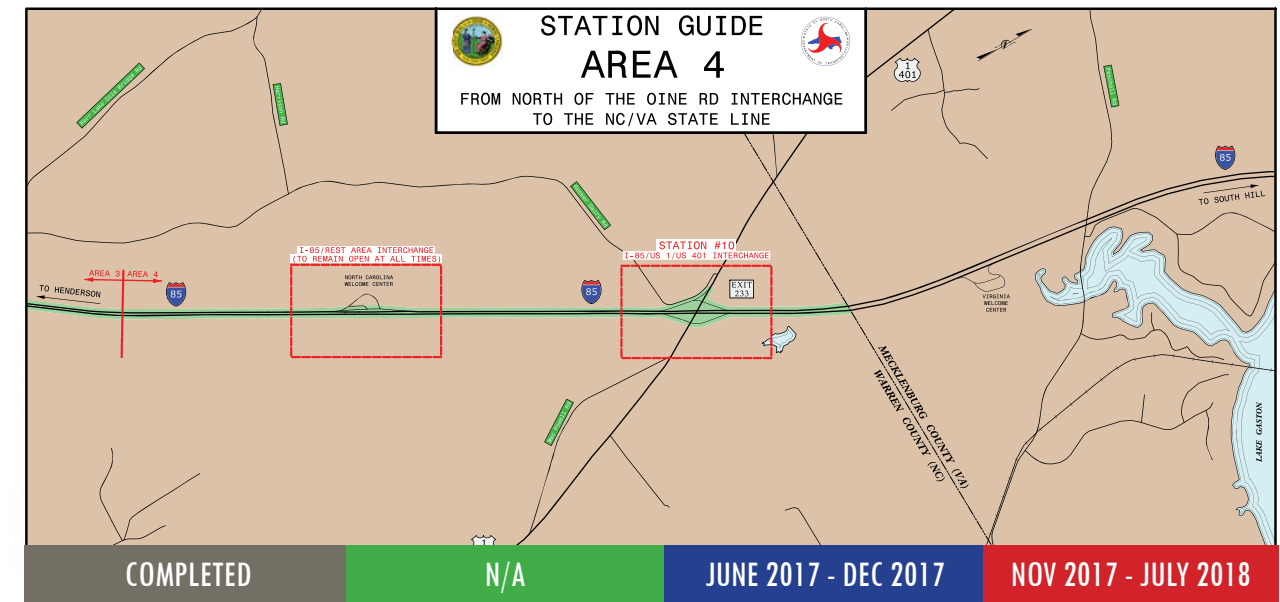 STATION GUIDE
AREA 4
FROM NORTH OF THE OINE RD INTERCHANGE
TO THE NC/VA STATE LINE
1
401
85
TO SOUTH HILL
I-85/REST AREA INTERCHANGE
(TO REMAIN OPEN AT ALL TIMES)
STATION #10
I-85/US 1/US 401 INTERCHANGE
AREA 3
AREA 4
TO HENDERSON
85
NORTH CAROLINA
WELCOME CENTER
85
EXIT
233
VIRGINIA
WELCOME
CENTER
MECKLENBURG COUNTY (VA)
WARREN COUNTY (NC)
LAKE GASTON
1
COMPLETED
N/A
JUNE 2017 - DEC 2017
NOV 2017 - JULY 2018